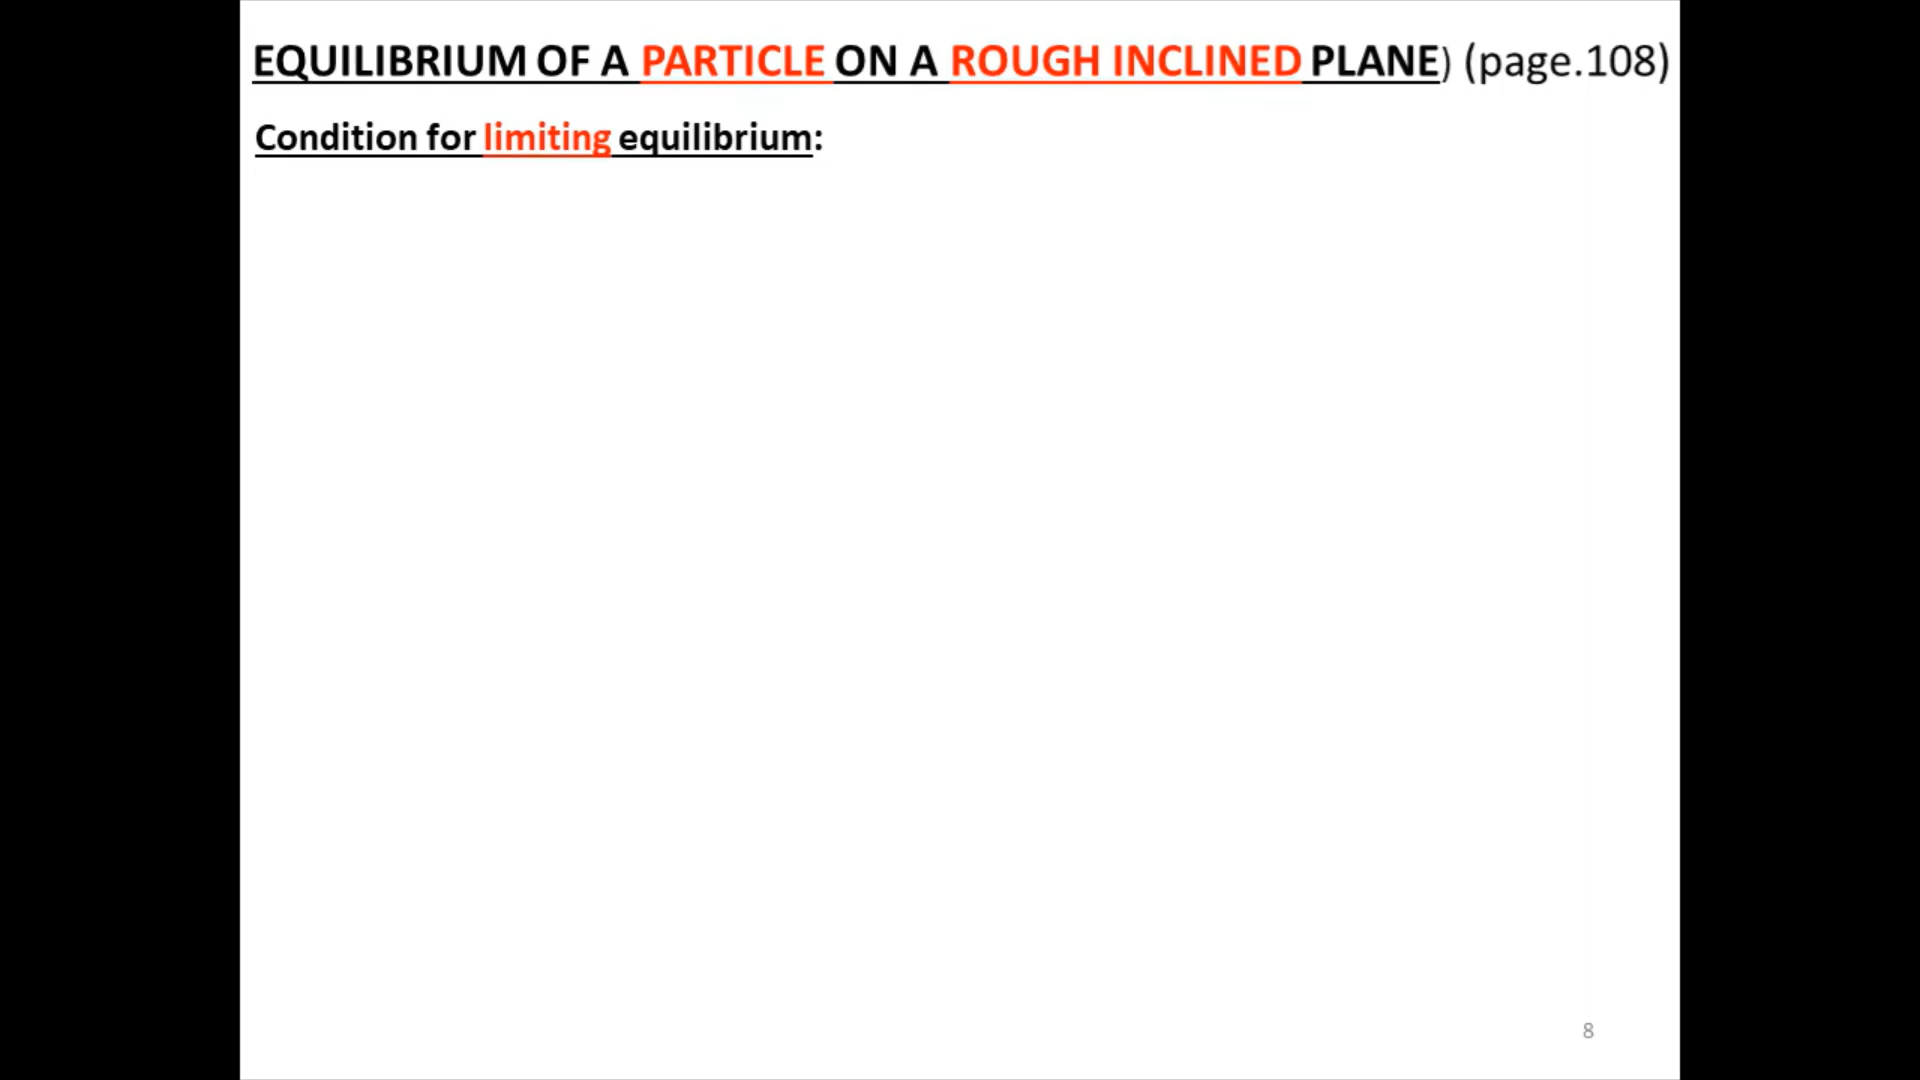 EQUILIBRIUM OF A PARTICLE ON A ROUGH INCLINED PLANE) (page.108)
Condition for limiting equilibrium:
8